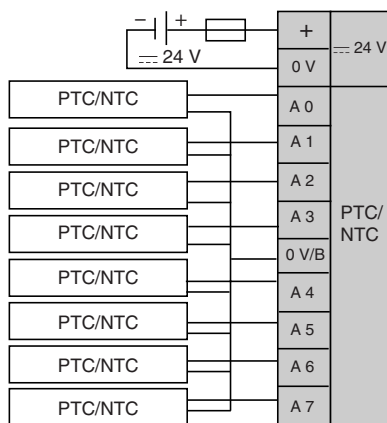 − +
⎓ 24 V
+
0 V
⎓ 24 V
PTC/NTC
PTC/NTC
PTC/NTC
PTC/NTC
PTC/NTC
PTC/NTC
PTC/NTC
PTC/NTC
A 0
A 1
A 2
A 3
0 V/B
A 4
A 5
A 6
A 7
PTC/
NTC